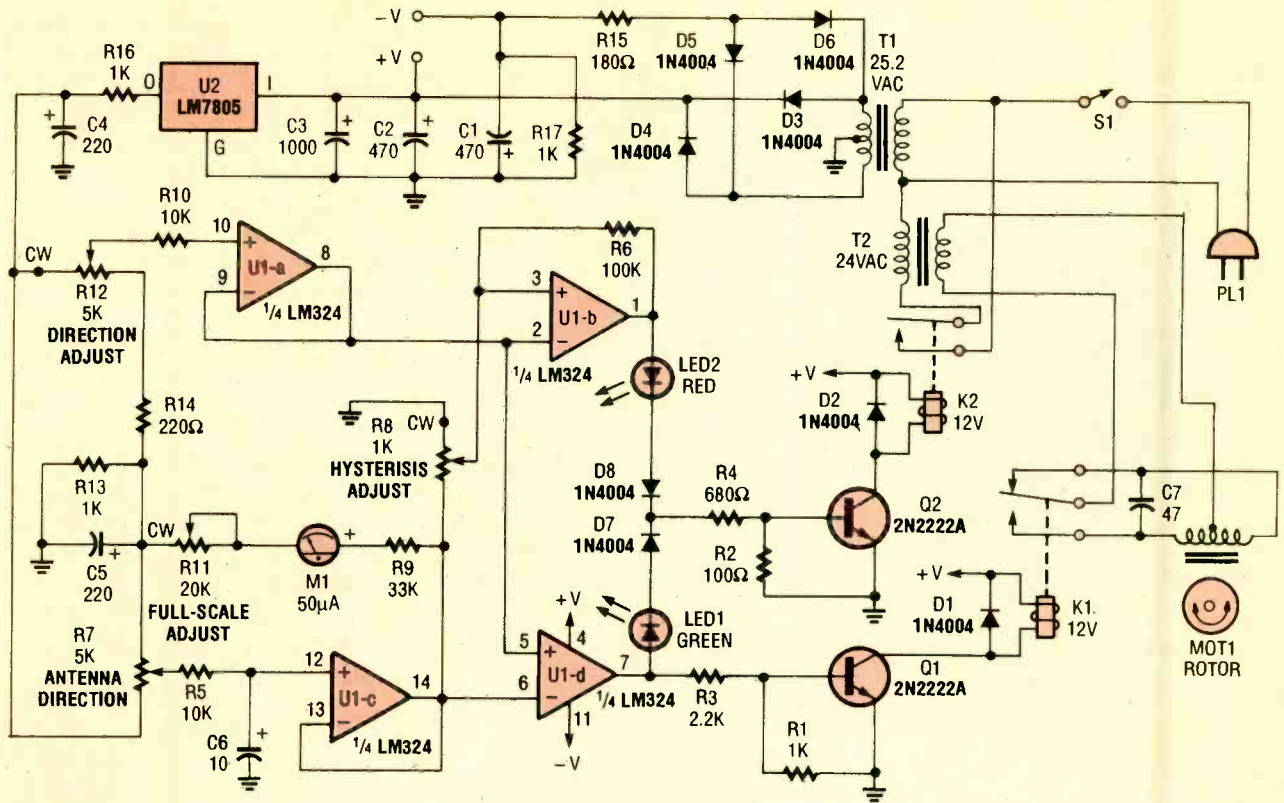 −V
+V
R15
180Ω
D5
1N4004
D6
1N4004
T1
25.2
VAC
R16
1K
O
U2
LM7805
I
G
S1
+
C4
220
C3
1000
+
C2
470
+
C1
470
+
R17
1K
D4
1N4004
D3
1N4004
PL1
R10
10K
10
+
9
−
U1-a
8
1/4 LM324
CW
R12
5K
DIRECTION
ADJUST
R6
100K
3
+
2
−
U1-b
1
1/4 LM324
T2
24VAC
LED2
RED
R14
220Ω
R8
1K
CW
HYSTERISIS
ADJUST
+V
D2
1N4004
K2
12V
R13
1K
D8
1N4004
D7
1N4004
R4
680Ω
Q2
2N2222A
R2
100Ω
C7
47
C5
220
+
CW
R11
20K
FULL-SCALE
ADJUST
M1
50µA
+
R9
33K
+V
D1
1N4004
K1.
12V
MOT1
ROTOR
R7
5K
ANTENNA
DIRECTION
R5
10K
C6
10
+
12
+
13
−
U1-c
14
1/4 LM324
+V
4
5
+
6
−
U1-d
7
11
−V
1/4 LM324
LED1
GREEN
R3
2.2K
Q1
2N2222A
R1
1K